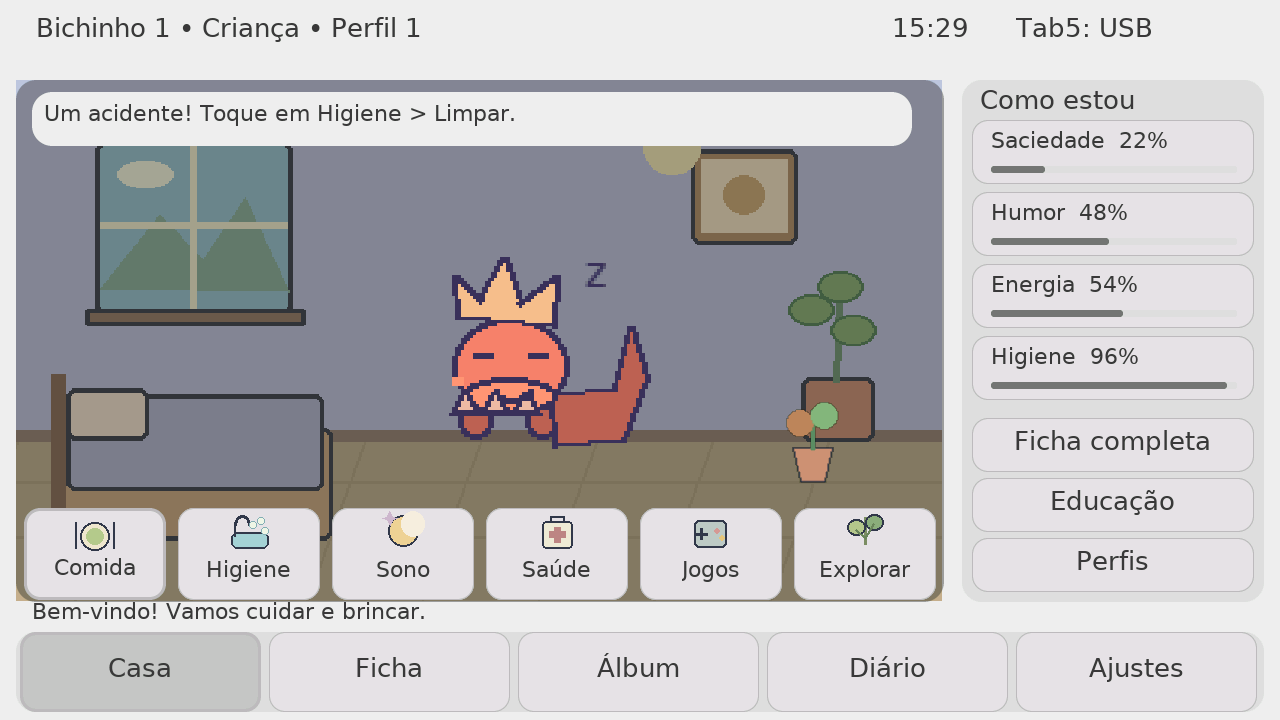 Bichinho 1 • Criança • Perfil 1
15:29
Tab5: USB
Um acidente! Toque em Higiene > Limpar.
Z
Como estou
Saciedade 22%
Humor 48%
Energia 54%
Higiene 96%
Ficha completa
Educação
Perfis
Comida
Higiene
Sono
Saúde
Jogos
Explorar
Bem-vindo! Vamos cuidar e brincar.
Casa
Ficha
Álbum
Diário
Ajustes